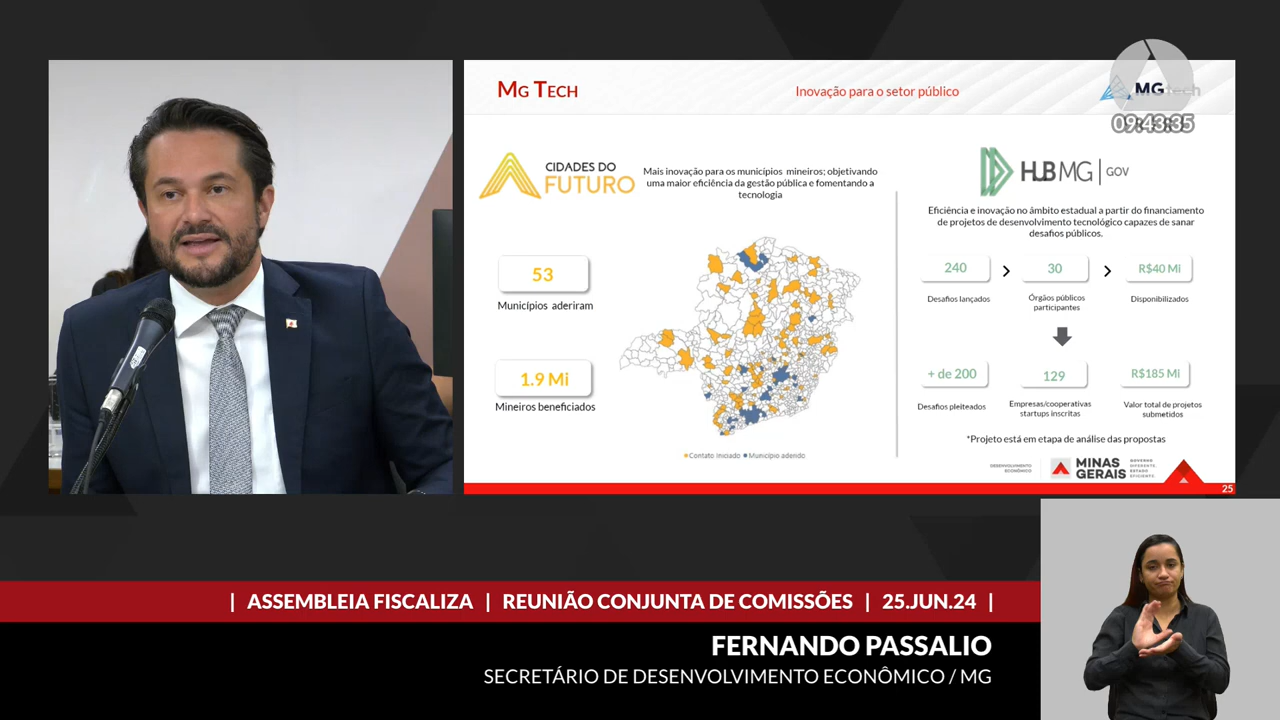 MG TECH
Inovação para o setor público
MGtech
09:43:35
CIDADES DO
FUTURO
Mais inovação para os municípios mineiros; objetivando
uma maior eficiência da gestão pública e fomentando a
tecnologia
53
Municípios aderiram
1.9 Mi
Mineiros beneficiados
Contato Iniciado
Município aderido
HUBMG | GOV
Eficiência e inovação no âmbito estadual a partir do financiamento
de projetos de desenvolvimento tecnológico capazes de sanar
desafios públicos.
240
Desafios lançados
30
Órgãos públicos
participantes
R$40 Mi
Disponibilizados
+ de 200
Desafios pleiteados
129
Empresas/cooperativas
startups inscritas
R$185 Mi
Valor total de projetos
submetidos
*Projeto está em etapa de análise das propostas
DESENVOLVIMENTO
ECONÔMICO
MINAS
GERAIS
GOVERNO
DIFERENTE.
ESTADO
EFICIENTE.
25
| ASSEMBLEIA FISCALIZA | REUNIÃO CONJUNTA DE COMISSÕES | 25.JUN.24 |
FERNANDO PASSALIO
SECRETÁRIO DE DESENVOLVIMENTO ECONÔMICO / MG